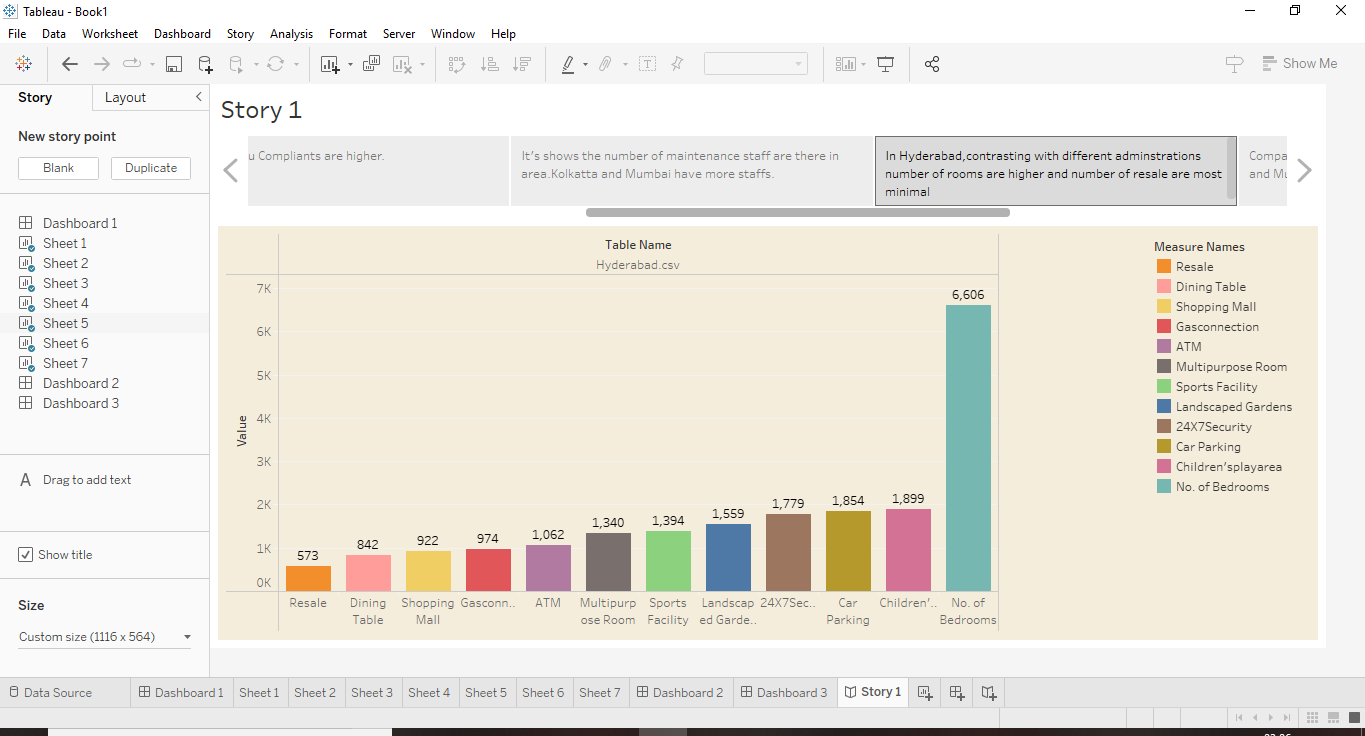 Tableau - Book1
File Data Worksheet Dashboard Story Analysis Format Server Window Help
Show Me
Story Layout
New story point
Blank Duplicate
Dashboard 1
Sheet 1
Sheet 2
Sheet 3
Sheet 4
Sheet 5
Sheet 6
Sheet 7
Dashboard 2
Dashboard 3
A Drag to add text
Show title
Size
Custom size (1116 x 564)
Story 1
u Compliants are higher.
It's shows the number of maintenance staff are there in
area.Kolkatta and Mumbai have more staffs.
In Hyderabad,contrasting with different adminstrations
number of rooms are higher and number of resale are most
minimal
Compa
and Mu
Table Name
Hyderabad.csv
Value
7K
6K
5K
4K
3K
2K
1K
0K
573 842 922 974 1,062 1,340 1,394 1,559 1,779 1,854 1,899 6,606
Resale Dining Shopping Gasconn.. ATM Multipurp Sports Landscap 24X7Sec.. Car Children'.. No. of
Table Mall ose Room Facility ed Garde.. Parking Bedrooms
Measure Names
Resale
Dining Table
Shopping Mall
Gasconnection
ATM
Multipurpose Room
Sports Facility
Landscaped Gardens
24X7Security
Car Parking
Children'splayarea
No. of Bedrooms
Data Source Dashboard 1 Sheet 1 Sheet 2 Sheet 3 Sheet 4 Sheet 5 Sheet 6 Sheet 7 Dashboard 2 Dashboard 3 Story 1